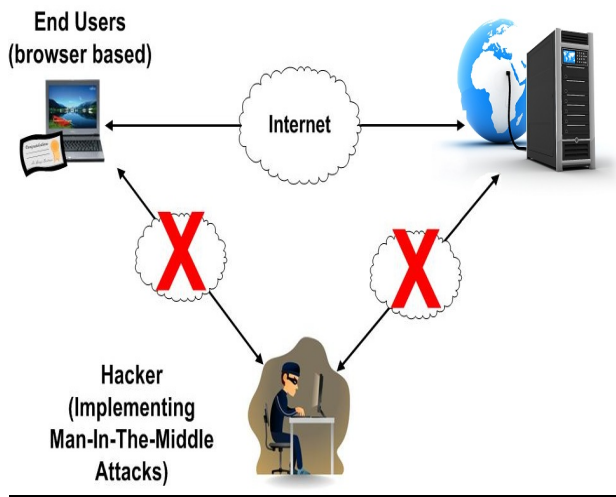 End Users
(browser based)
Internet
X
X
Hacker
(Implementing
Man-In-The-Middle
Attacks)